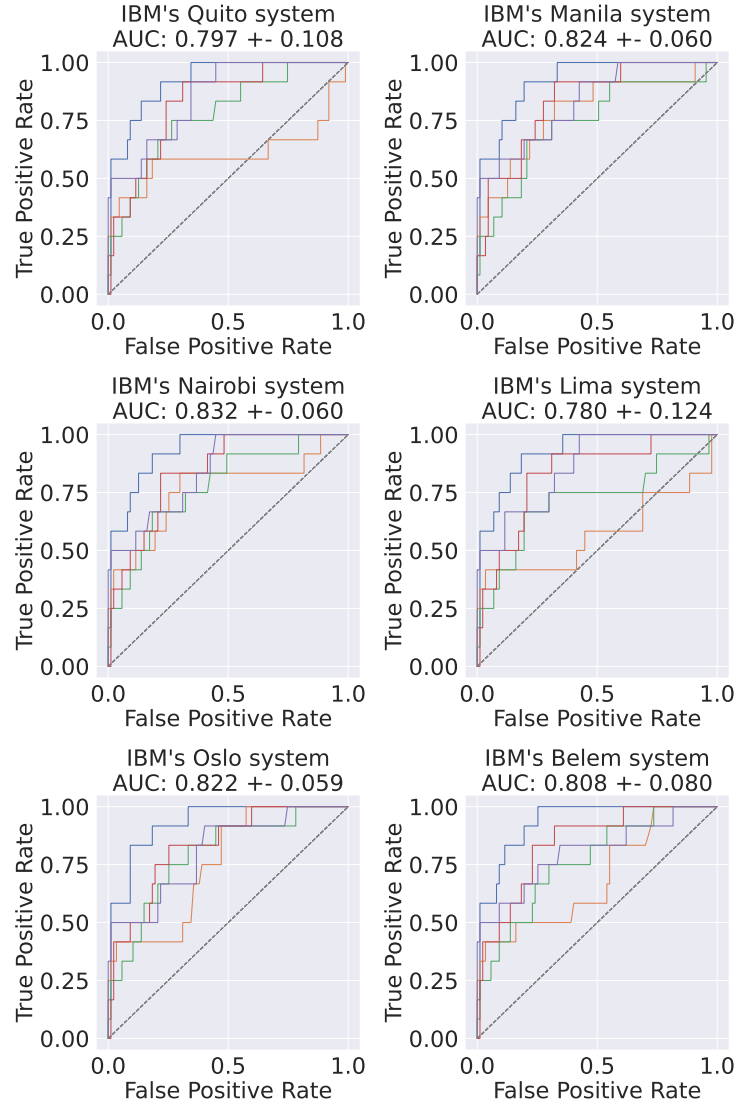 IBM's Quito system
AUC: 0.797 +- 0.108
True Positive Rate
1.00
0.75
0.50
0.25
0.00
0.0 0.5 1.0
False Positive Rate
IBM's Manila system
AUC: 0.824 +- 0.060
True Positive Rate
1.00
0.75
0.50
0.25
0.00
0.0 0.5 1.0
False Positive Rate
IBM's Nairobi system
AUC: 0.832 +- 0.060
True Positive Rate
1.00
0.75
0.50
0.25
0.00
0.0 0.5 1.0
False Positive Rate
IBM's Lima system
AUC: 0.780 +- 0.124
True Positive Rate
1.00
0.75
0.50
0.25
0.00
0.0 0.5 1.0
False Positive Rate
IBM's Oslo system
AUC: 0.822 +- 0.059
True Positive Rate
1.00
0.75
0.50
0.25
0.00
0.0 0.5 1.0
False Positive Rate
IBM's Belem system
AUC: 0.808 +- 0.080
True Positive Rate
1.00
0.75
0.50
0.25
0.00
0.0 0.5 1.0
False Positive Rate